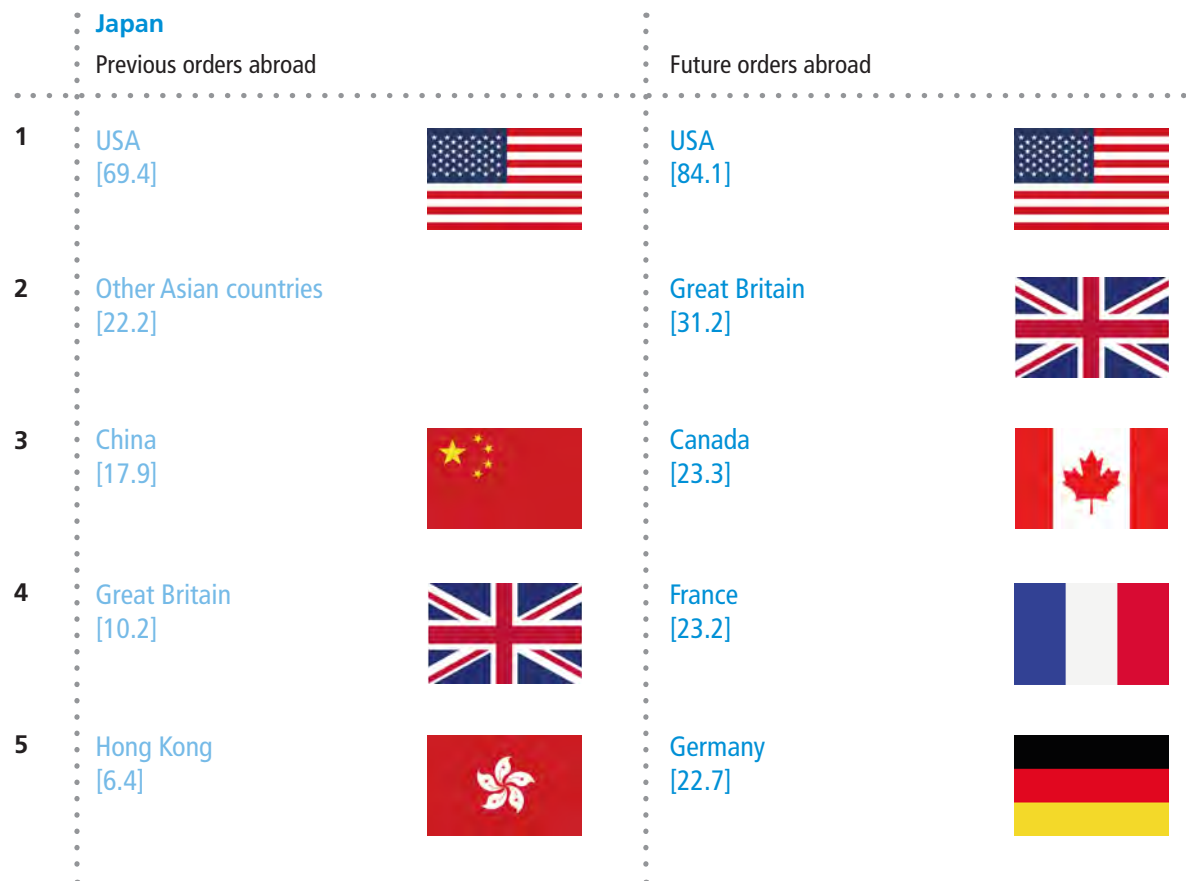 Japan
Previous orders abroad
Future orders abroad
1
USA
[69.4]
USA
[84.1]
2
Other Asian countries
[22.2]
Great Britain
[31.2]
3
China
[17.9]
Canada
[23.3]
4
Great Britain
[10.2]
France
[23.2]
5
Hong Kong
[6.4]
Germany
[22.7]